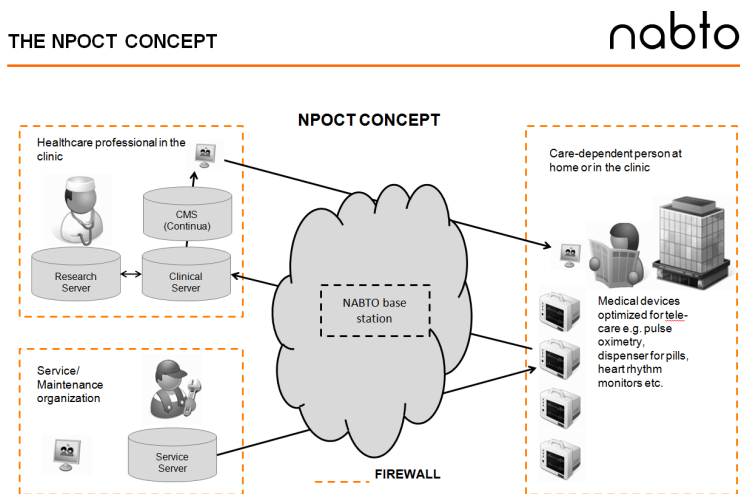 THE NPOCT CONCEPT
nabto
NPOCT CONCEPT
Healthcare professional in the
clinic
CMS
(Continua)
Research
Server
Clinical
Server
NABTO base
station
Care-dependent person at
home or in the clinic
Medical devices
optimized for tele-
care e.g. pulse
oximetry,
dispenser for pills,
heart rhythm
monitors etc.
Service/
Maintenance
organization
Service
Server
FIREWALL